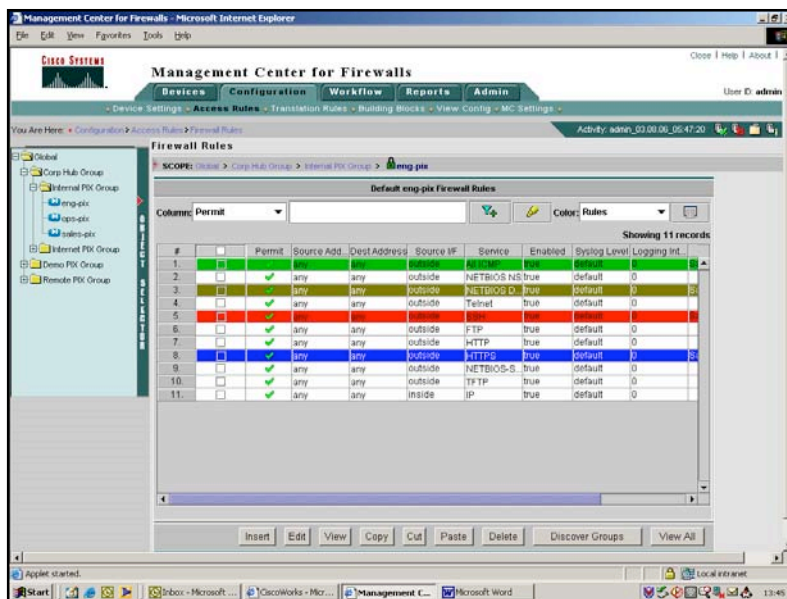 Management Center for Firewalls - Microsoft Internet Explorer
File Edit View Favorites Tools Help
Close | Help | About |
CISCO SYSTEMS
Management Center for Firewalls
Devices Configuration Workflow Reports Admin
User ID: admin
Device Settings Access Rules Translation Rules Building Blocks View Config MC Settings
You Are Here: Configuration > Access Rules > Firewall Rules
Global
Corp Hub Group
Internal PIX Group
eng-pix
ops-pix
sales-pix
Internet PIX Group
Demo PIX Group
Remote PIX Group
OBJECT SELECTOR
Firewall Rules
SCOPE: Global > Corp Hub Group > Internal PIX Group > eng-pix
Default eng-pix Firewall Rules
Column: Permit Color: Rules
Showing 11 records
# Permit Source Add... Dest Address Source I/F Service Enabled Syslog Level Logging Int...
1. any any outside true default 0
2. any any outside NETBIOS NS true default 0
3. any any outside NETBIOS D... true default 0
4. any any outside Telnet true default 0
5. any any outside SSH true default 0
6. any any outside FTP true default 0
7. any any outside HTTP true default 0
8. any any outside HTTPS true default 0
9. any any outside NETBIOS-S... true default 0
10. any any outside TFTP true default 0
11. any any inside IP true default 0
Insert Edit View Copy Cut Paste Delete Discover Groups View All
Applet started. Local intranet
Start Inbox - Microsoft ... CiscoWorks - Micr... Management C... Microsoft Word 13:45